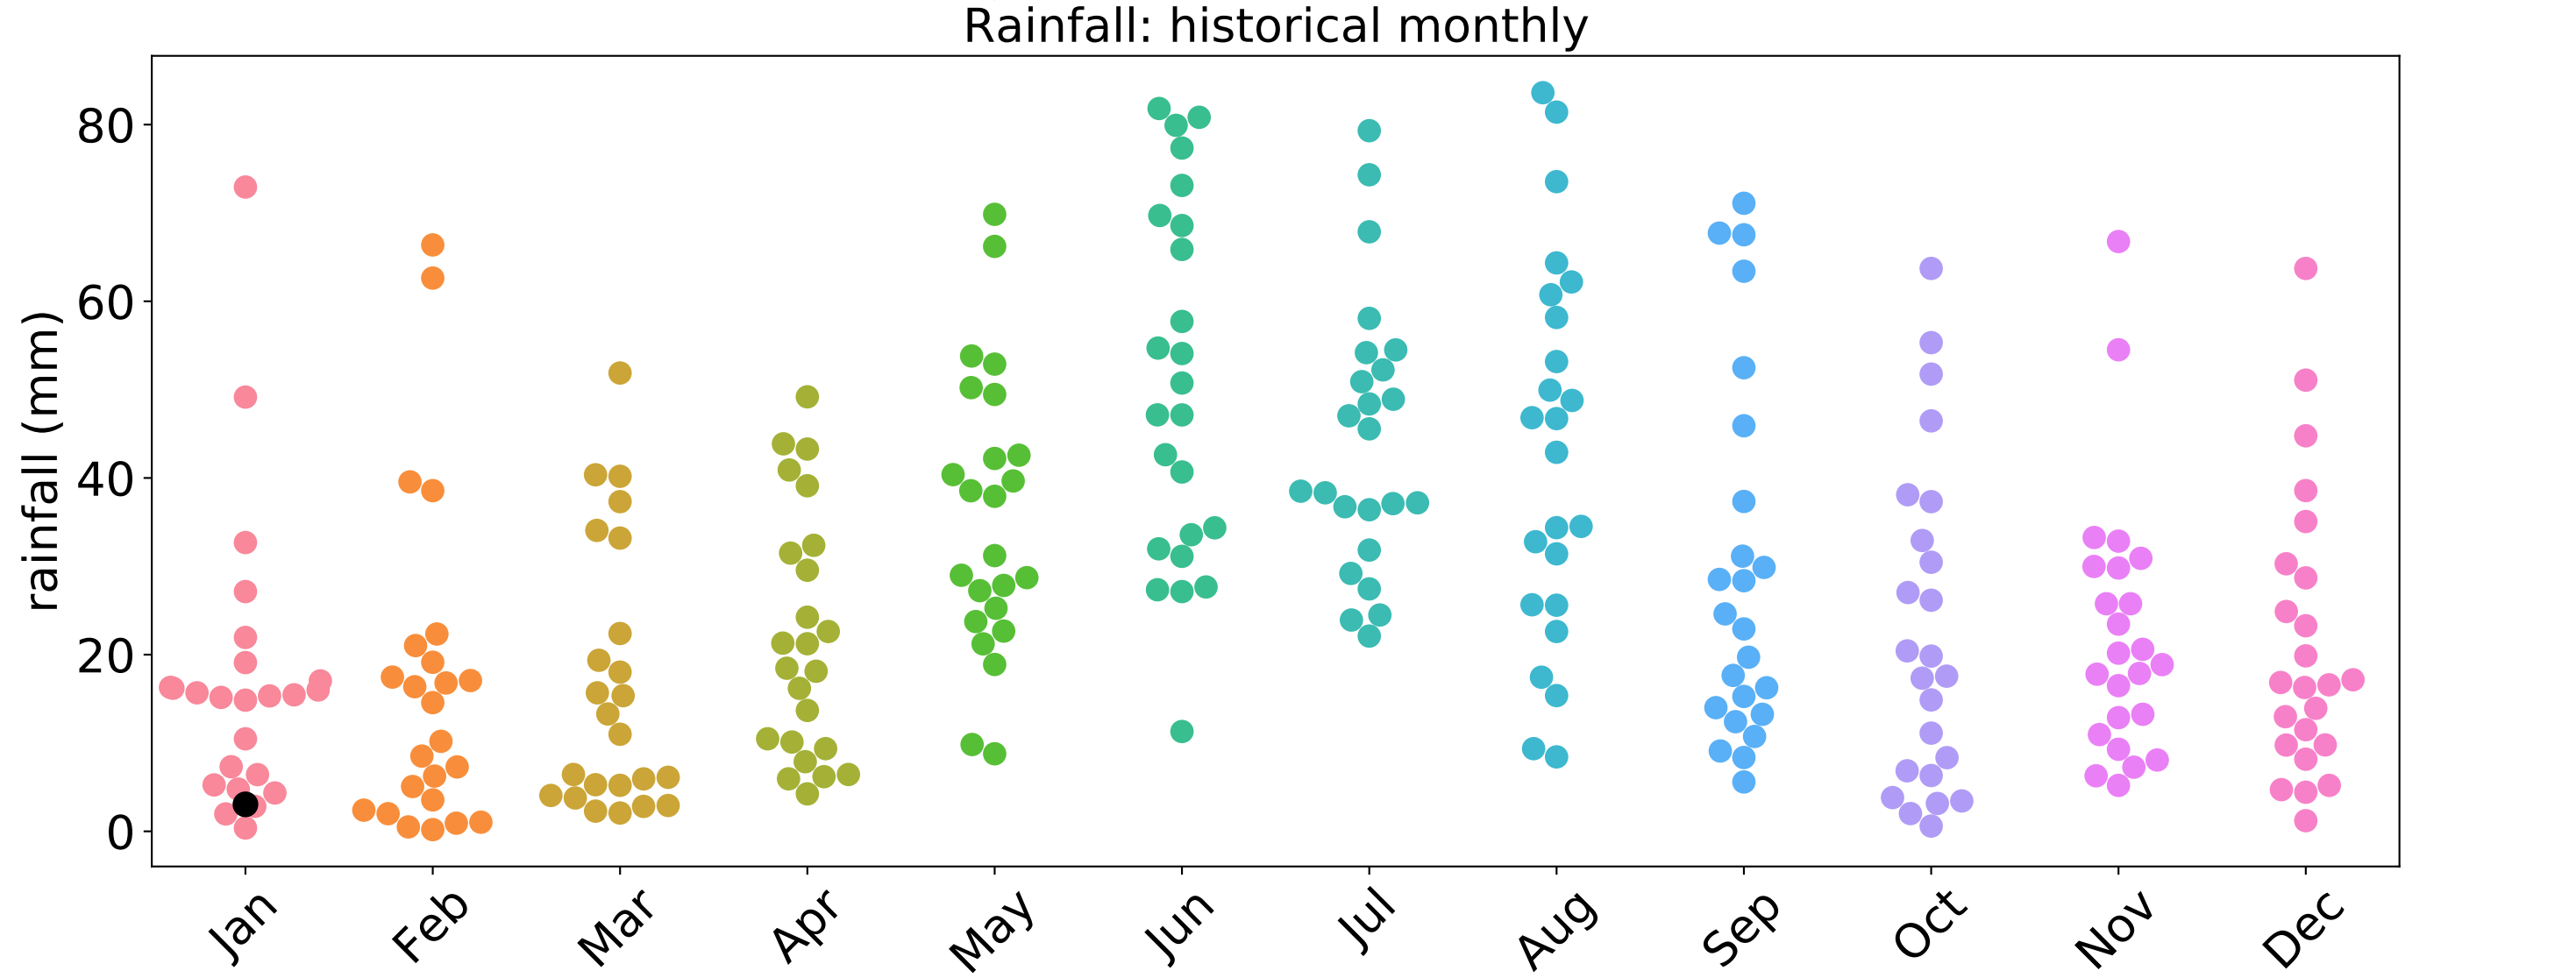 Rainfall: historical monthly
rainfall (mm)
80
60
40
20
0
Jan
Feb
Mar
Apr
May
Jun
Jul
Aug
Sep
Oct
Nov
Dec